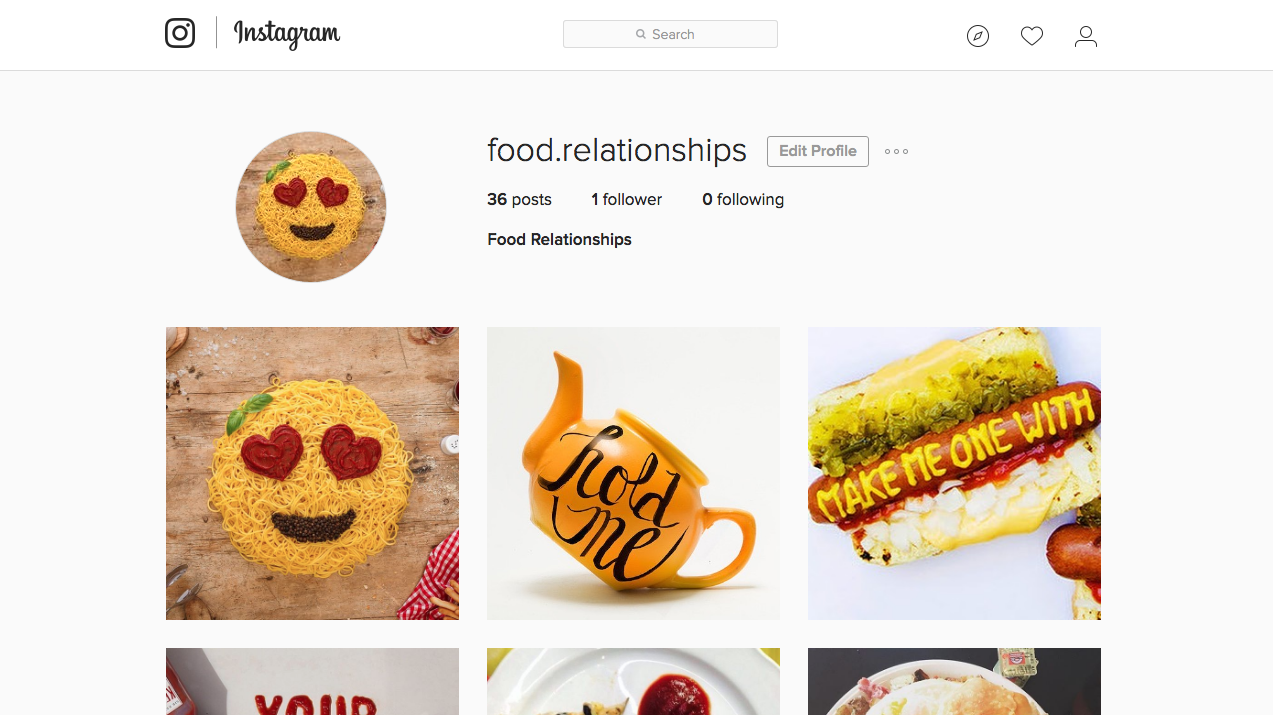 Instagram
Search
food.relationships
Edit Profile
36 posts
1 follower
0 following
Food Relationships
hold
me
MAKE ME ONE WITH
YOUR